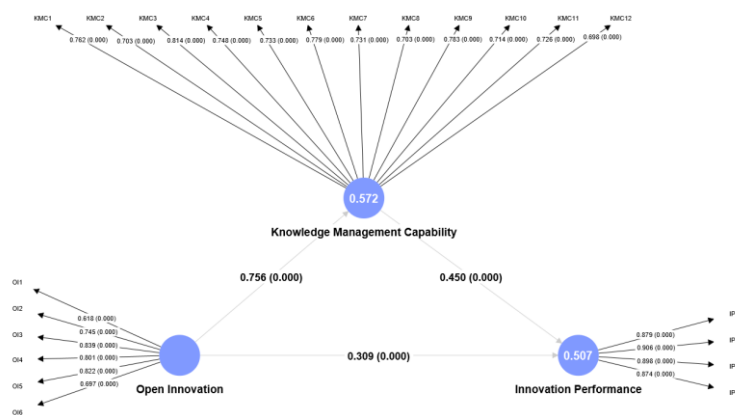 KMC1 KMC2 KMC3 KMC4 KMC5 KMC6 KMC7 KMC8 KMC9 KMC10 KMC11 KMC12
0.762 (0.000) 0.703 (0.000) 0.814 (0.000) 0.748 (0.000) 0.733 (0.000) 0.779 (0.000) 0.731 (0.000) 0.703 (0.000) 0.783 (0.000) 0.714 (0.000) 0.726 (0.000) 0.698 (0.000)
0.572
Knowledge Management Capability
0.756 (0.000) 0.450 (0.000)
OI1
OI2
OI3
OI4
OI5
OI6
0.618 (0.000)
0.745 (0.000)
0.839 (0.000)
0.801 (0.000)
0.822 (0.000)
0.697 (0.000)
Open Innovation
0.309 (0.000)
0.507
Innovation Performance
0.879 (0.000)
0.906 (0.000)
0.898 (0.000)
0.874 (0.000)
IP
IP
IP
IP